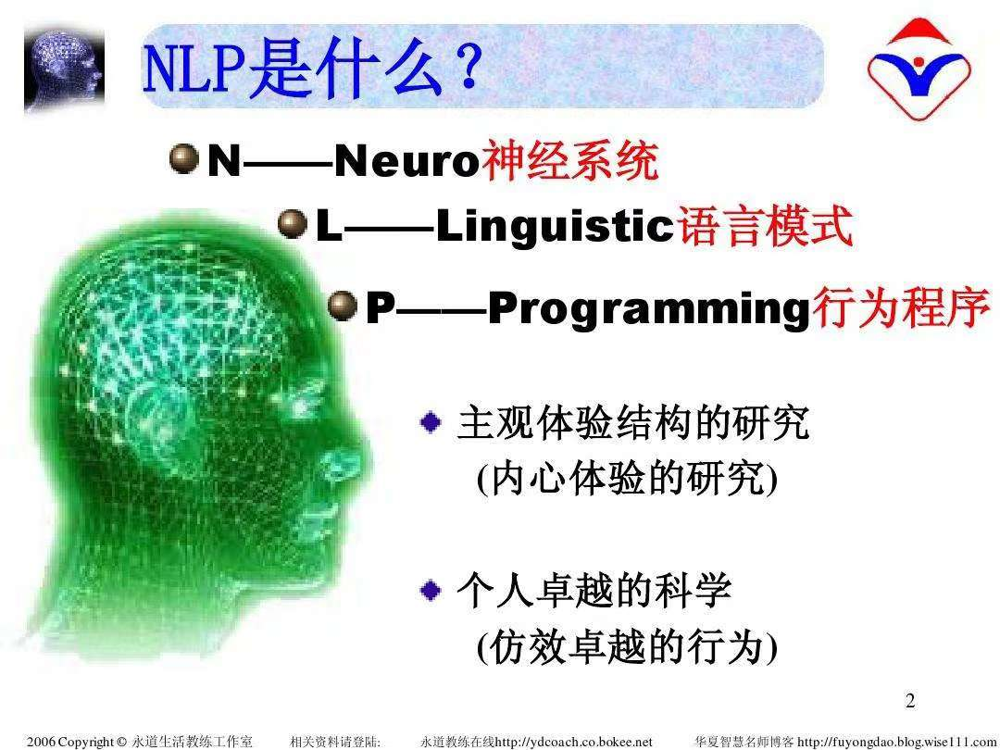 NLP是什么？
N——Neuro神经系统
L——Linguistic语言模式
P——Programming行为程序
主观体验结构的研究
(内心体验的研究)
个人卓越的科学
(仿效卓越的行为)
2
2006 Copyright © 永道生活教练工作室 相关资料请登陆: 永道教练在线http://ydcoach.co.bokee.net 华夏智慧名师博客 http://fuyongdao.blog.wise111.com